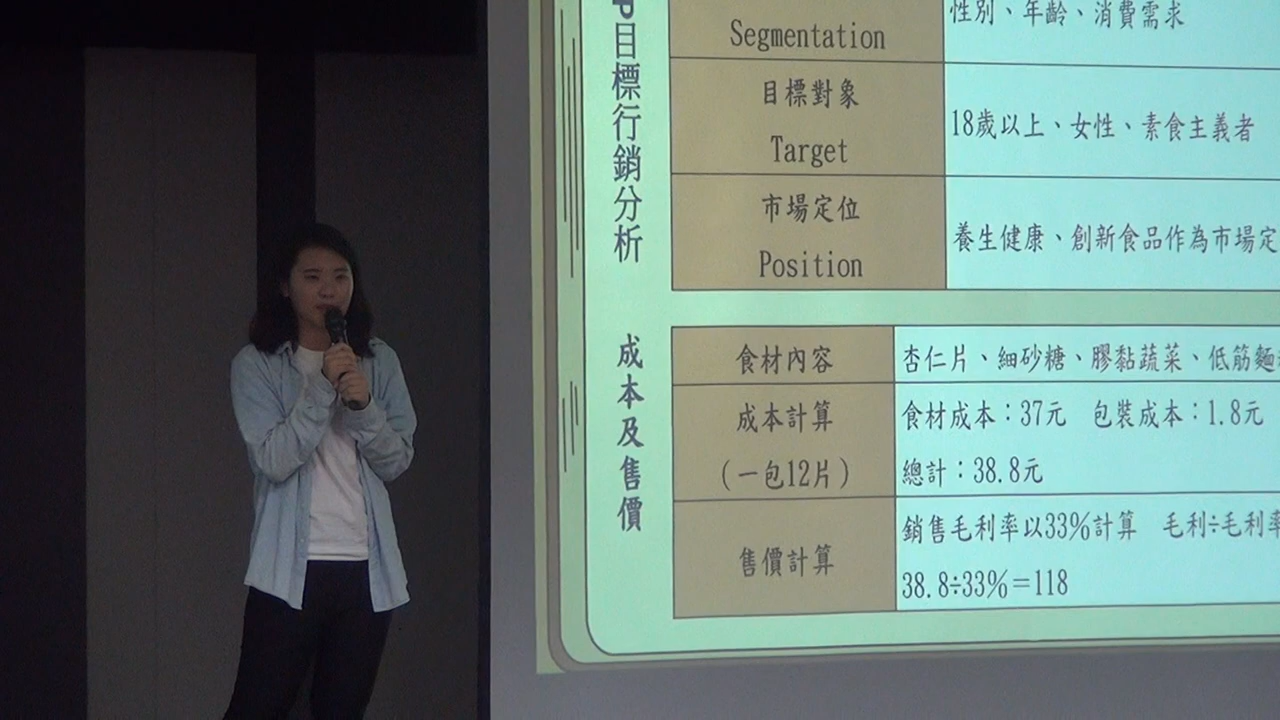 P目標行銷分析
Segmentation
性別、年齡、消費需求
目標對象
Target
18歲以上、女性、素食主義者
市場定位
Position
養生健康、創新食品作為市場定
成本及售價
食材內容
杏仁片、細砂糖、膠黏蔬菜、低筋麵
成本計算
(一包12片)
食材成本：37元 包裝成本：1.8元
總計：38.8元
售價計算
銷售毛利率以33%計算 毛利÷毛利率
38.8÷33%＝118